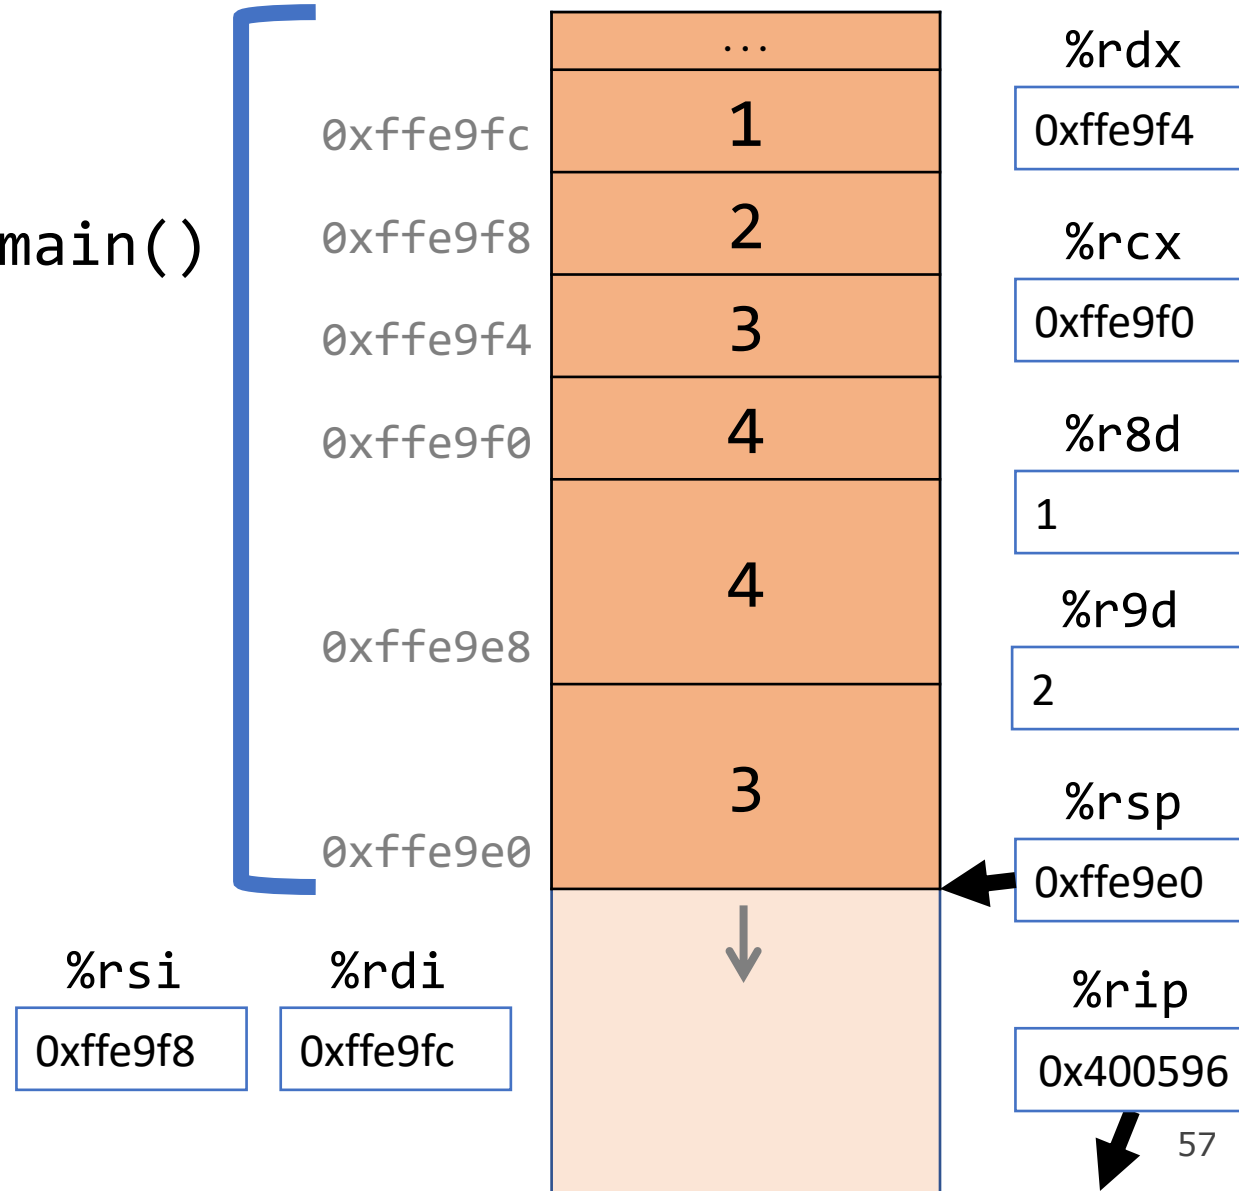 ...
%rdx
0xffe9fc
1
0xffe9f4
main()
0xffe9f8
2
%rcx
0xffe9f4
3
0xffe9f0
0xffe9f0
4
%r8d
1
4
%r9d
0xffe9e8
2
3
%rsp
0xffe9e0
0xffe9e0
%rsi
%rdi
%rip
0xffe9f8
0xffe9fc
0x400596
57